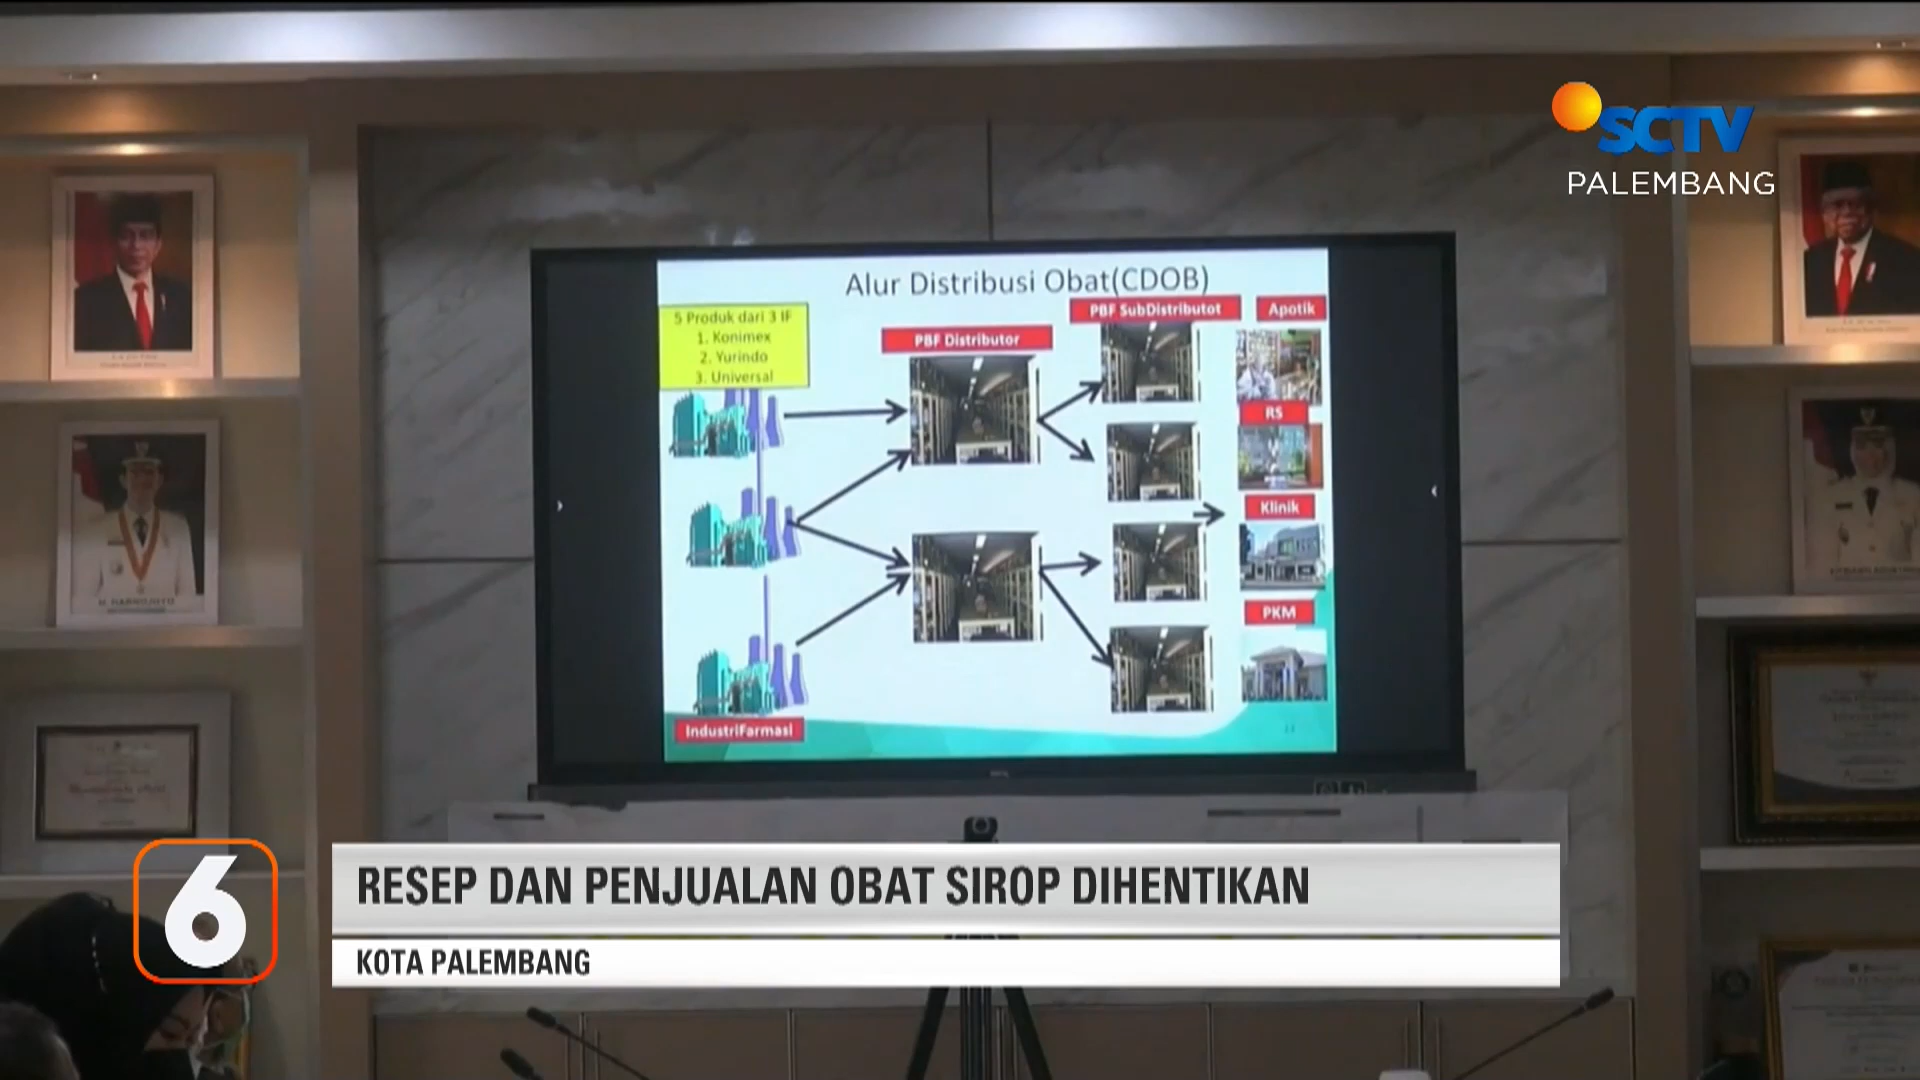 SCTV
PALEMBANG
Alur Distribusi Obat(CDOB)
5 Produk dari 3 IF
1. Konimex
2. Yurindo
3. Universal
PBF Distributor
PBF SubDistributot
Apotik
RS
Klinik
PKM
IndustriFarmasi
6
RESEP DAN PENJUALAN OBAT SIROP DIHENTIKAN
KOTA PALEMBANG